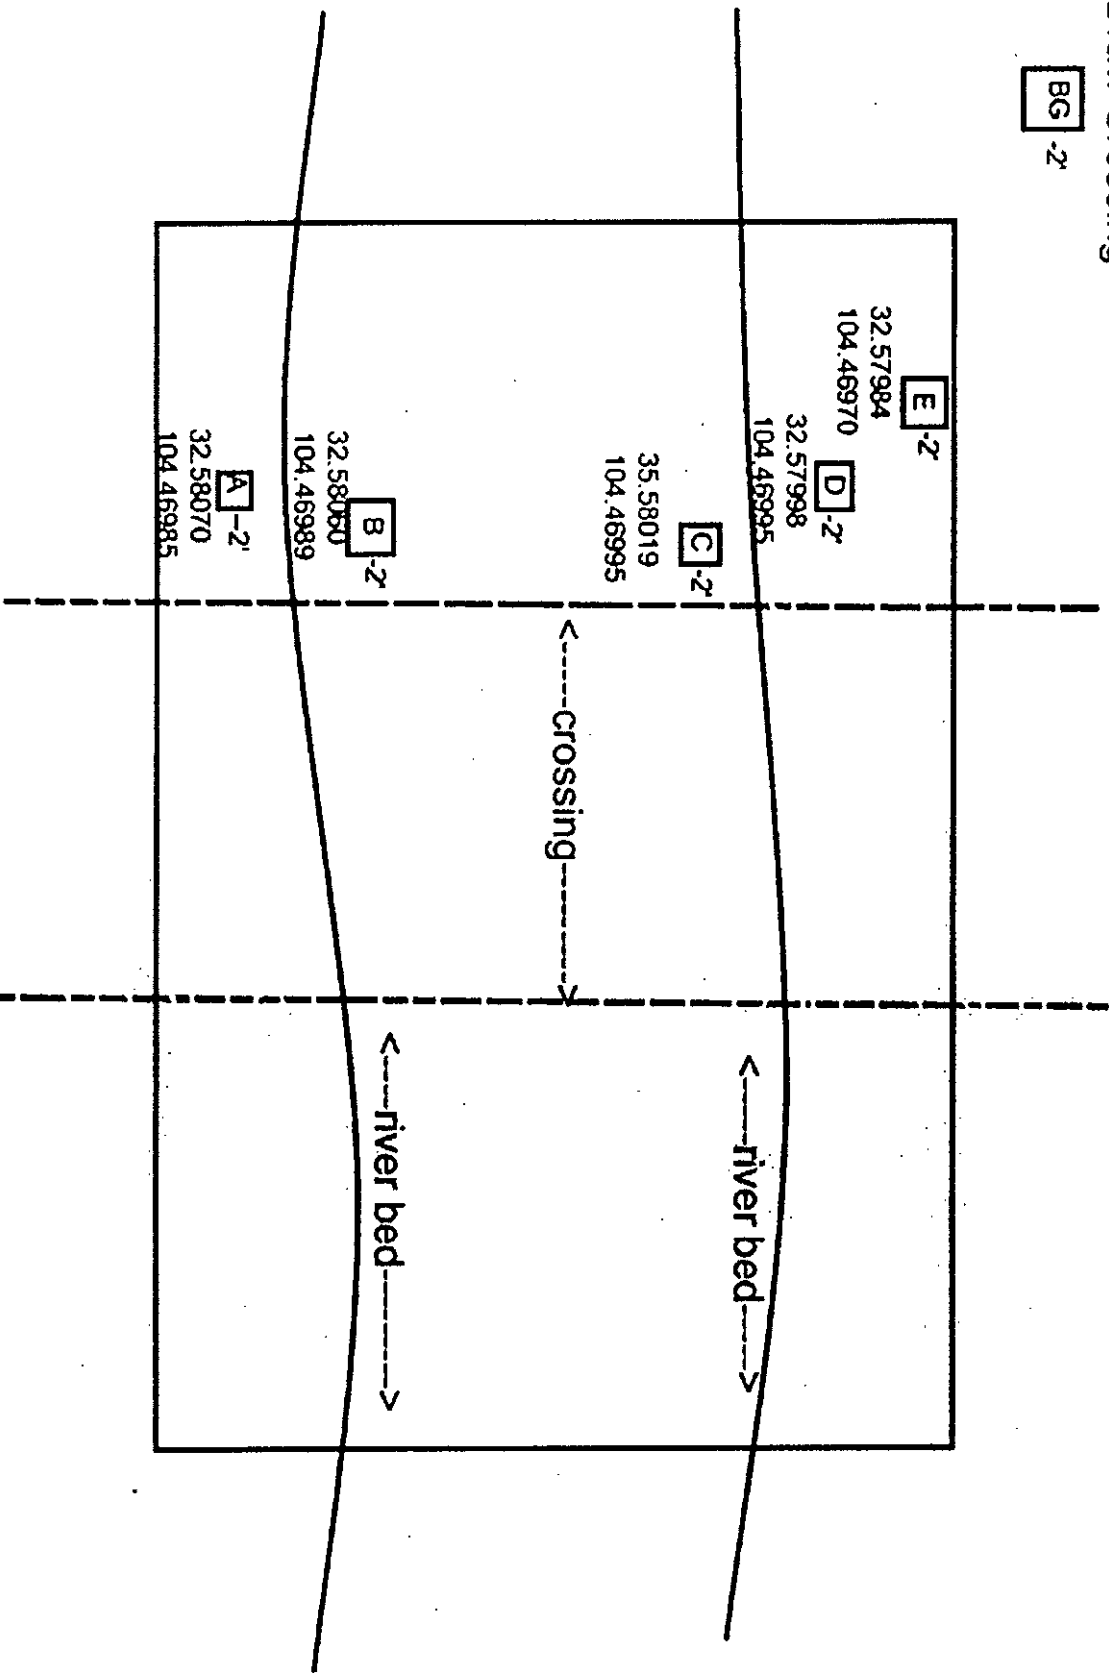 BG -2'
E -2'
32.57984
104.46970
D -2'
32.57998
104.46995
C -2'
35.58019
104.46995
B -2'
32.58060
104.46989
A -2'
32.58070
104.46985
<-----crossing--------->
<----river bed---->
<----river bed-------->